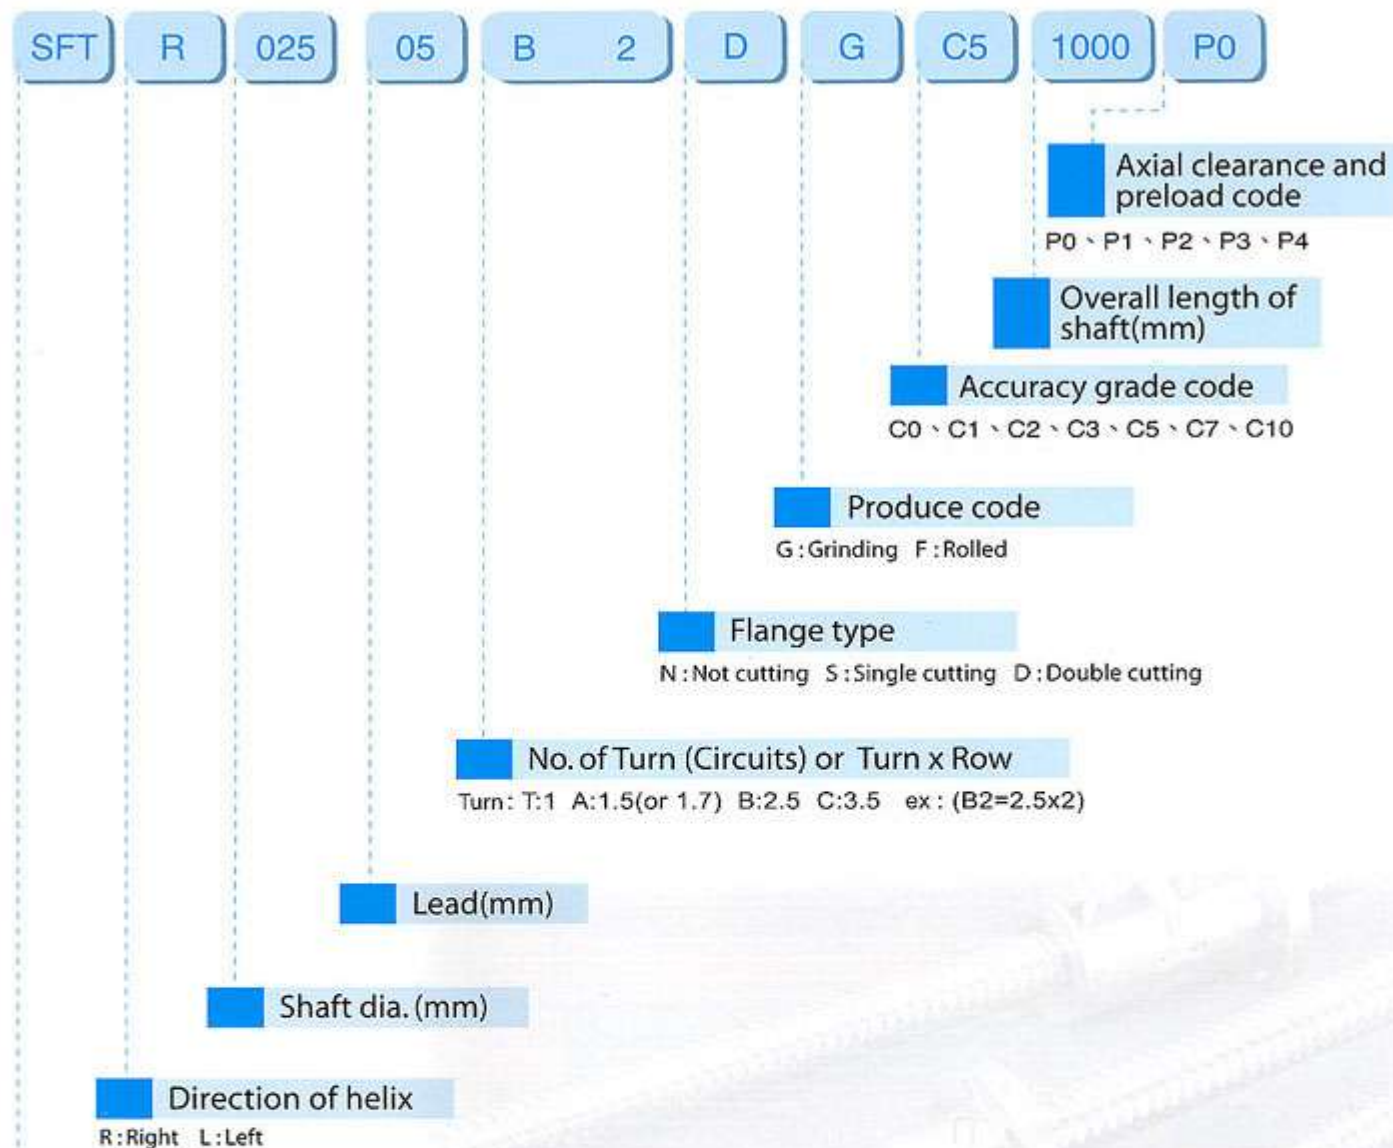 SFT R 025 05 B 2 D G C5 1000 P0
Axial clearance and
preload code
P0、P1、P2、P3、P4
Overall length of
shaft(mm)
Accuracy grade code
C0、C1、C2、C3、C5、C7、C10
Produce code
G:Grinding F:Rolled
Flange type
N:Not cutting S:Single cutting D:Double cutting
No. of Turn (Circuits) or Turn x Row
Turn: T:1 A:1.5(or 1.7) B:2.5 C:3.5 ex: (B2=2.5x2)
Lead(mm)
Shaft dia. (mm)
Direction of helix
R:Right L:Left